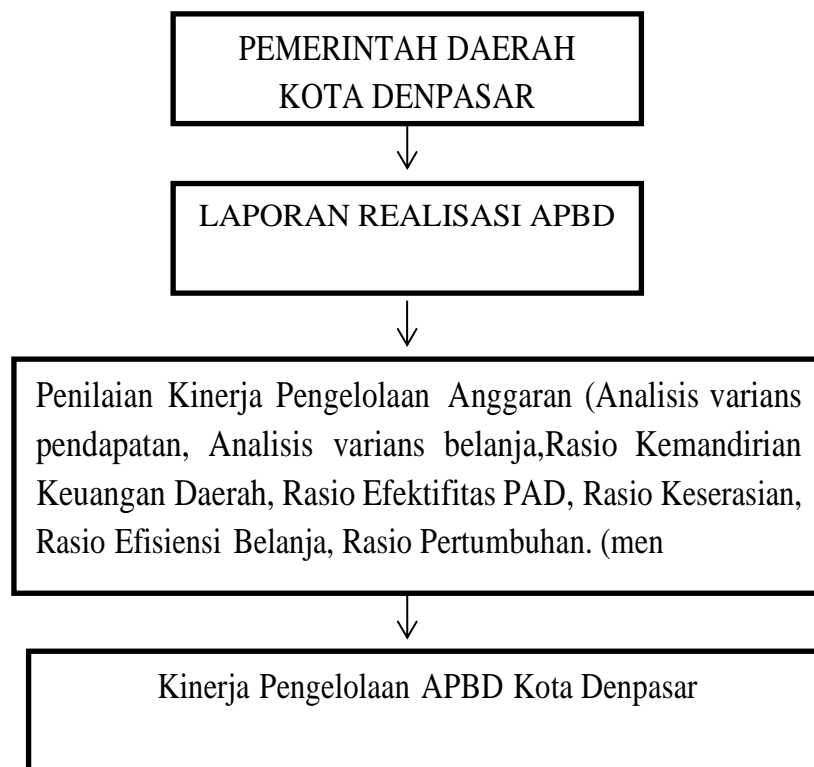 PEMERINTAH DAERAH
KOTA DENPASAR
LAPORAN REALISASI APBD
Penilaian Kinerja Pengelolaan Anggaran (Analisis varians
pendapatan, Analisis varians belanja,Rasio Kemandirian
Keuangan Daerah, Rasio Efektifitas PAD, Rasio Keserasian,
Rasio Efisiensi Belanja, Rasio Pertumbuhan. (men
Kinerja Pengelolaan APBD Kota Denpasar